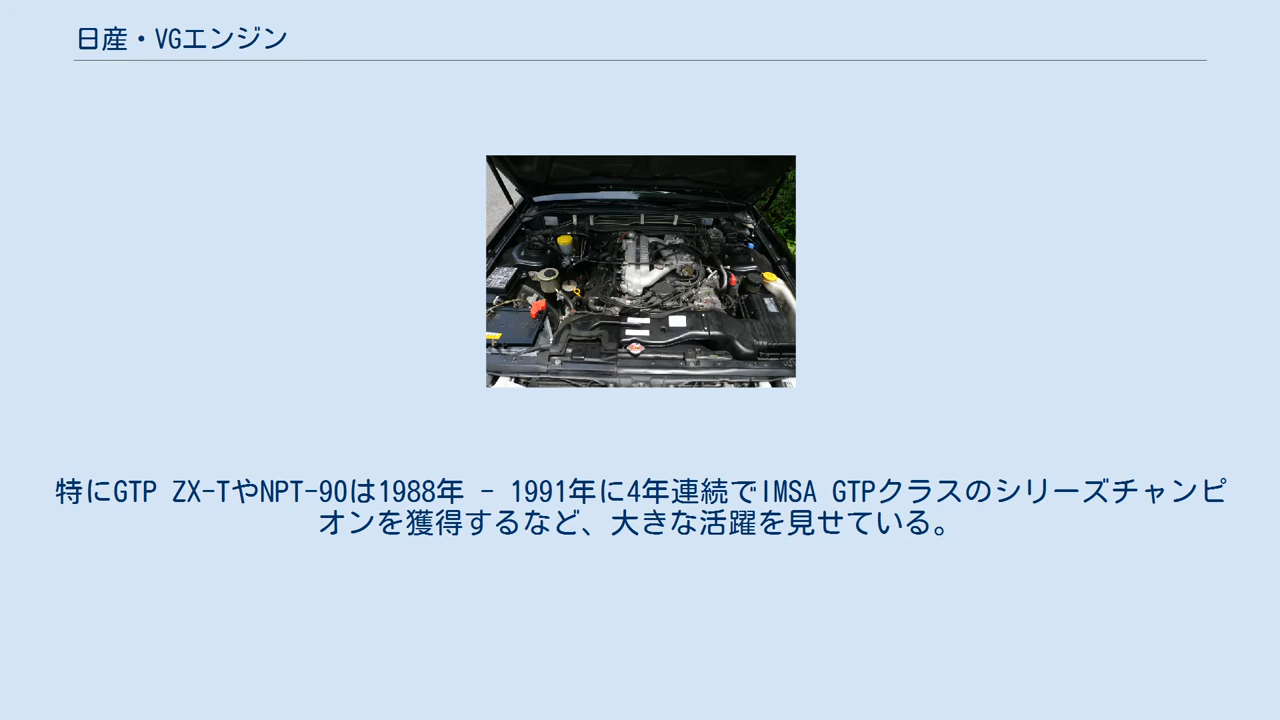 日産・VGエンジン
特にGTP ZX-TやNPT-90は1988年 - 1991年に4年連続でIMSA GTPクラスのシリーズチャンピ
オンを獲得するなど、大きな活躍を見せている。